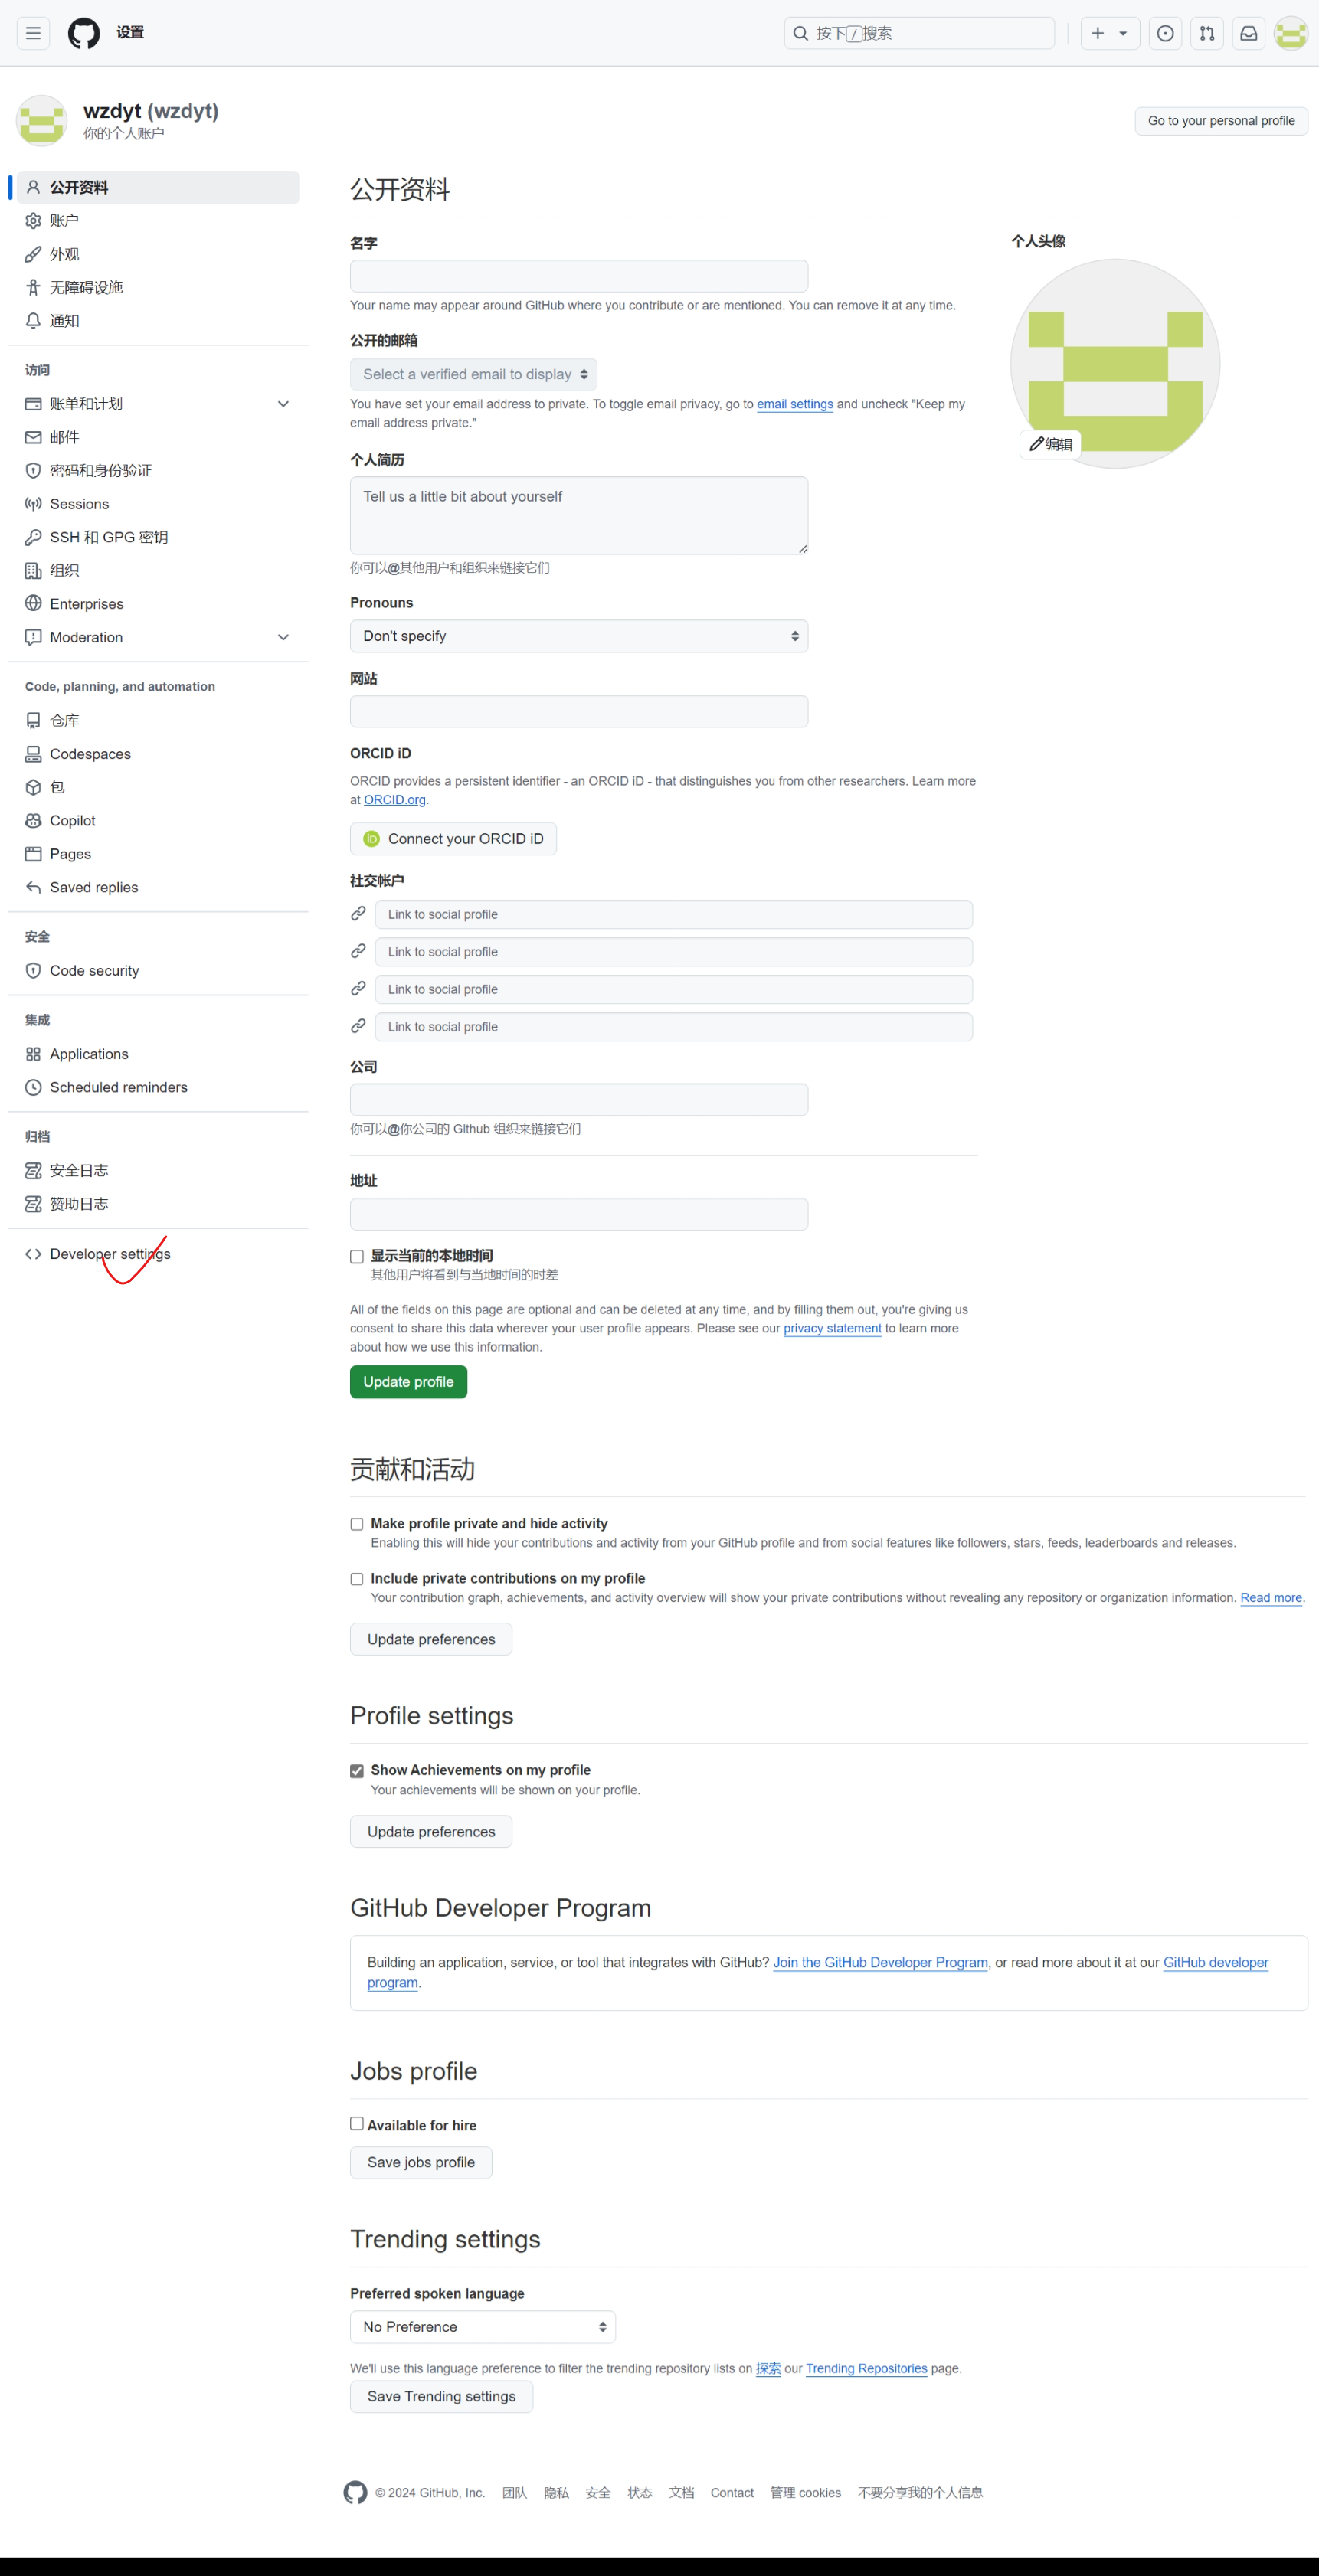 设置
按下/搜索
wzdyt (wzdyt)
你的个人账户
Go to your personal profile
公开资料
账户
外观
无障碍设施
通知
访问
账单和计划
邮件
密码和身份验证
Sessions
SSH 和 GPG 密钥
组织
Enterprises
Moderation
Code, planning, and automation
仓库
Codespaces
包
Copilot
Pages
Saved replies
安全
Code security
集成
Applications
Scheduled reminders
归档
安全日志
赞助日志
Developer settings
公开资料
名字
Your name may appear around GitHub where you contribute or are mentioned. You can remove it at any time.
公开的邮箱
Select a verified email to display
You have set your email address to private. To toggle email privacy, go to email settings and uncheck "Keep my
email address private."
个人简历
Tell us a little bit about yourself
你可以@其他用户和组织来链接它们
Pronouns
Don't specify
网站
ORCID iD
ORCID provides a persistent identifier - an ORCID iD - that distinguishes you from other researchers. Learn more
at ORCID.org.
iD Connect your ORCID iD
社交帐户
Link to social profile
Link to social profile
Link to social profile
Link to social profile
公司
你可以@你公司的 Github 组织来链接它们
地址
显示当前的本地时间
其他用户将看到与当地时间的时差
All of the fields on this page are optional and can be deleted at any time, and by filling them out, you're giving us
consent to share this data wherever your user profile appears. Please see our privacy statement to learn more
about how we use this information.
Update profile
个人头像
编辑
贡献和活动
Make profile private and hide activity
Enabling this will hide your contributions and activity from your GitHub profile and from social features like followers, stars, feeds, leaderboards and releases.
Include private contributions on my profile
Your contribution graph, achievements, and activity overview will show your private contributions without revealing any repository or organization information. Read more.
Update preferences
Profile settings
Show Achievements on my profile
Your achievements will be shown on your profile.
Update preferences
GitHub Developer Program
Building an application, service, or tool that integrates with GitHub? Join the GitHub Developer Program, or read more about it at our GitHub developer
program.
Jobs profile
Available for hire
Save jobs profile
Trending settings
Preferred spoken language
No Preference
We'll use this language preference to filter the trending repository lists on 探索 our Trending Repositories page.
Save Trending settings
© 2024 GitHub, Inc. 团队 隐私 安全 状态 文档 Contact 管理 cookies 不要分享我的个人信息